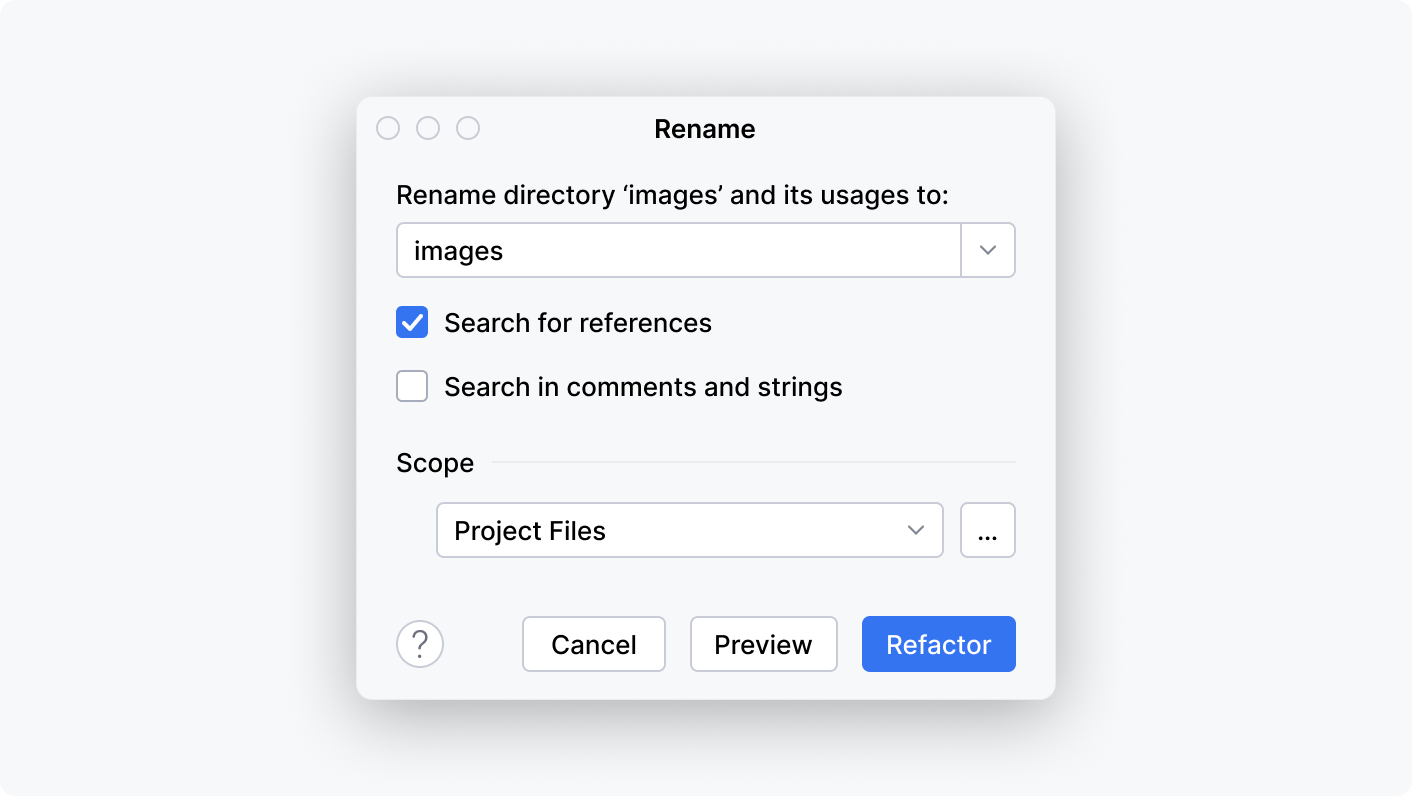 Rename
Rename directory ‘images’ and its usages to:
images
Search for references
Search in comments and strings
Scope
Project Files
...
? Cancel Preview Refactor